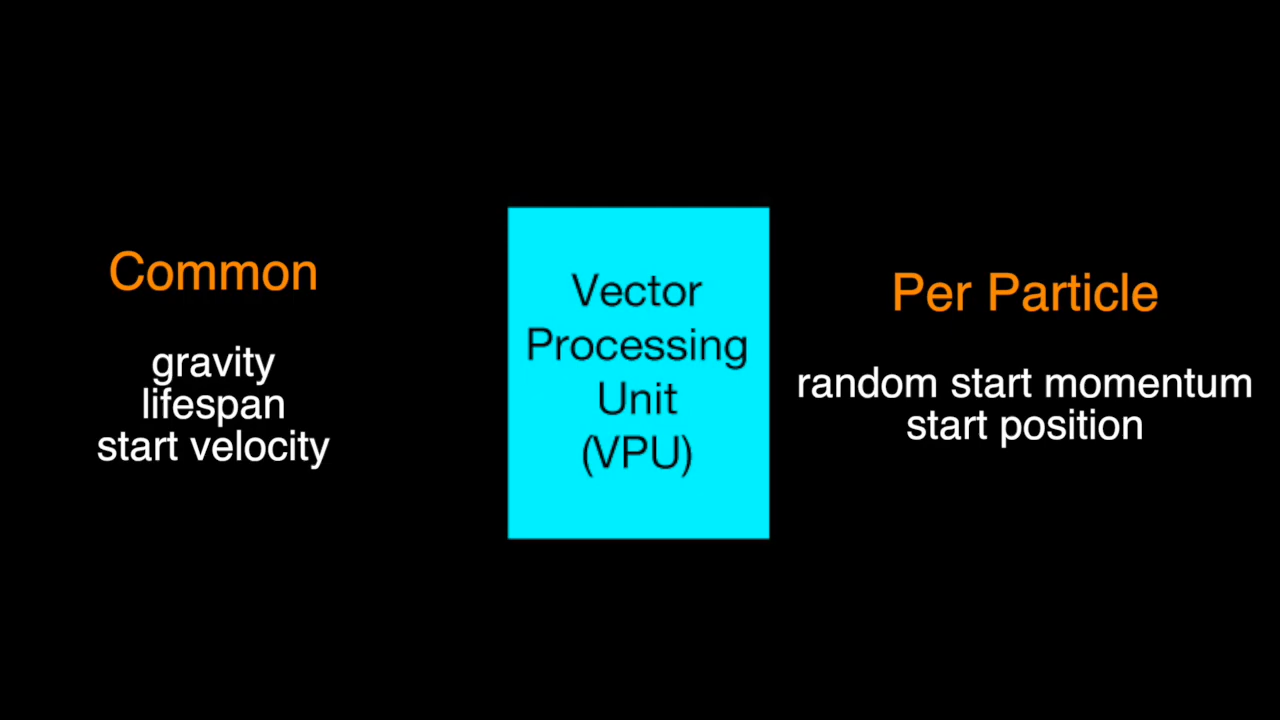 Common
gravity
lifespan
start velocity
Vector
Processing
Unit
(VPU)
Per Particle
random start momentum
start position